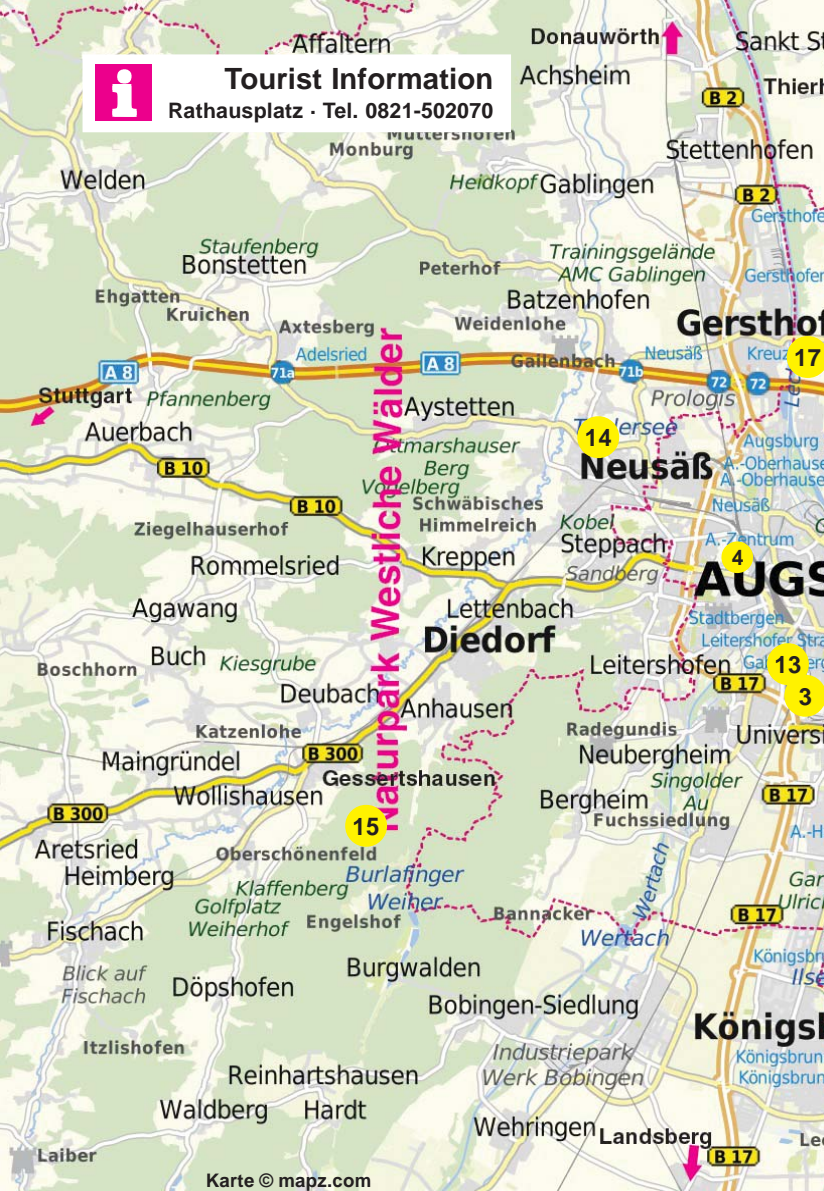 Affaltern
Donauwörth
Sankt St
Tourist Information
Rathausplatz · Tel. 0821-502070
Achsheim
B 2
Thierh
Muttershofen
Monburg
Stettenhofen
Welden
Heidkopf
Gablingen
B 2
Gersthofe
Staufenberg
Bonstetten
Peterhof
Trainingsgelände
AMC Gablingen
Gersthofen
Ehgatten
Kruichen
Batzenhofen
Axtesberg
Weidenlohe
Gersthof
Adelsried
A 8
71a
A 8
Gailenbach
71b
Neusäß
Kreuz
17
72
72
Stuttgart
Pfannenberg
Prologis
Naturpark Westliche Wälder
Aystetten
Auerbach
14
Augsburg
B 10
Berg
Neusäß
A.-Oberhause
A.-Oberhause
B 10
Schwäbisches
Himmelreich
Neusäß
Ziegelhauserhof
Kobel
Steppach
A.-Zentrum
4
Rommelsried
Kreppen
Sandberg
AUGS
Agawang
Lettenbach
Stadtbergen
Diedorf
Leitershofer Stra
Buch
Kiesgrube
Boschhorn
Leitershofen
13
B 17
3
Deubach
Anhausen
Katzenlohe
Radegundis
Universi
B 300
Maingründel
Neubergheim
Gessertshausen
Singolder
Au
Wollishausen
Bergheim
B 17
B 300
Fuchssiedlung
15
A.-H
Aretsried
Oberschönenfeld
Heimberg
Burlafinger
Weiher
Wertach
Klaffenberg
Golfplatz
Weiherhof
Gar
Ulric
Engelshof
Bannacker
B 17
Fischach
Wertach
Königsbr
Blick auf
Fischach
Burgwalden
Ilse
Döpshofen
Bobingen-Siedlung
Königsl
Itzlishofen
Industriepark
Werk Bobingen
Königsbrun
Königsbrun
Reinhartshausen
Waldberg
Hardt
Wehringen
Landsberg
Lee
Laiber
B 17
Karte © mapz.com